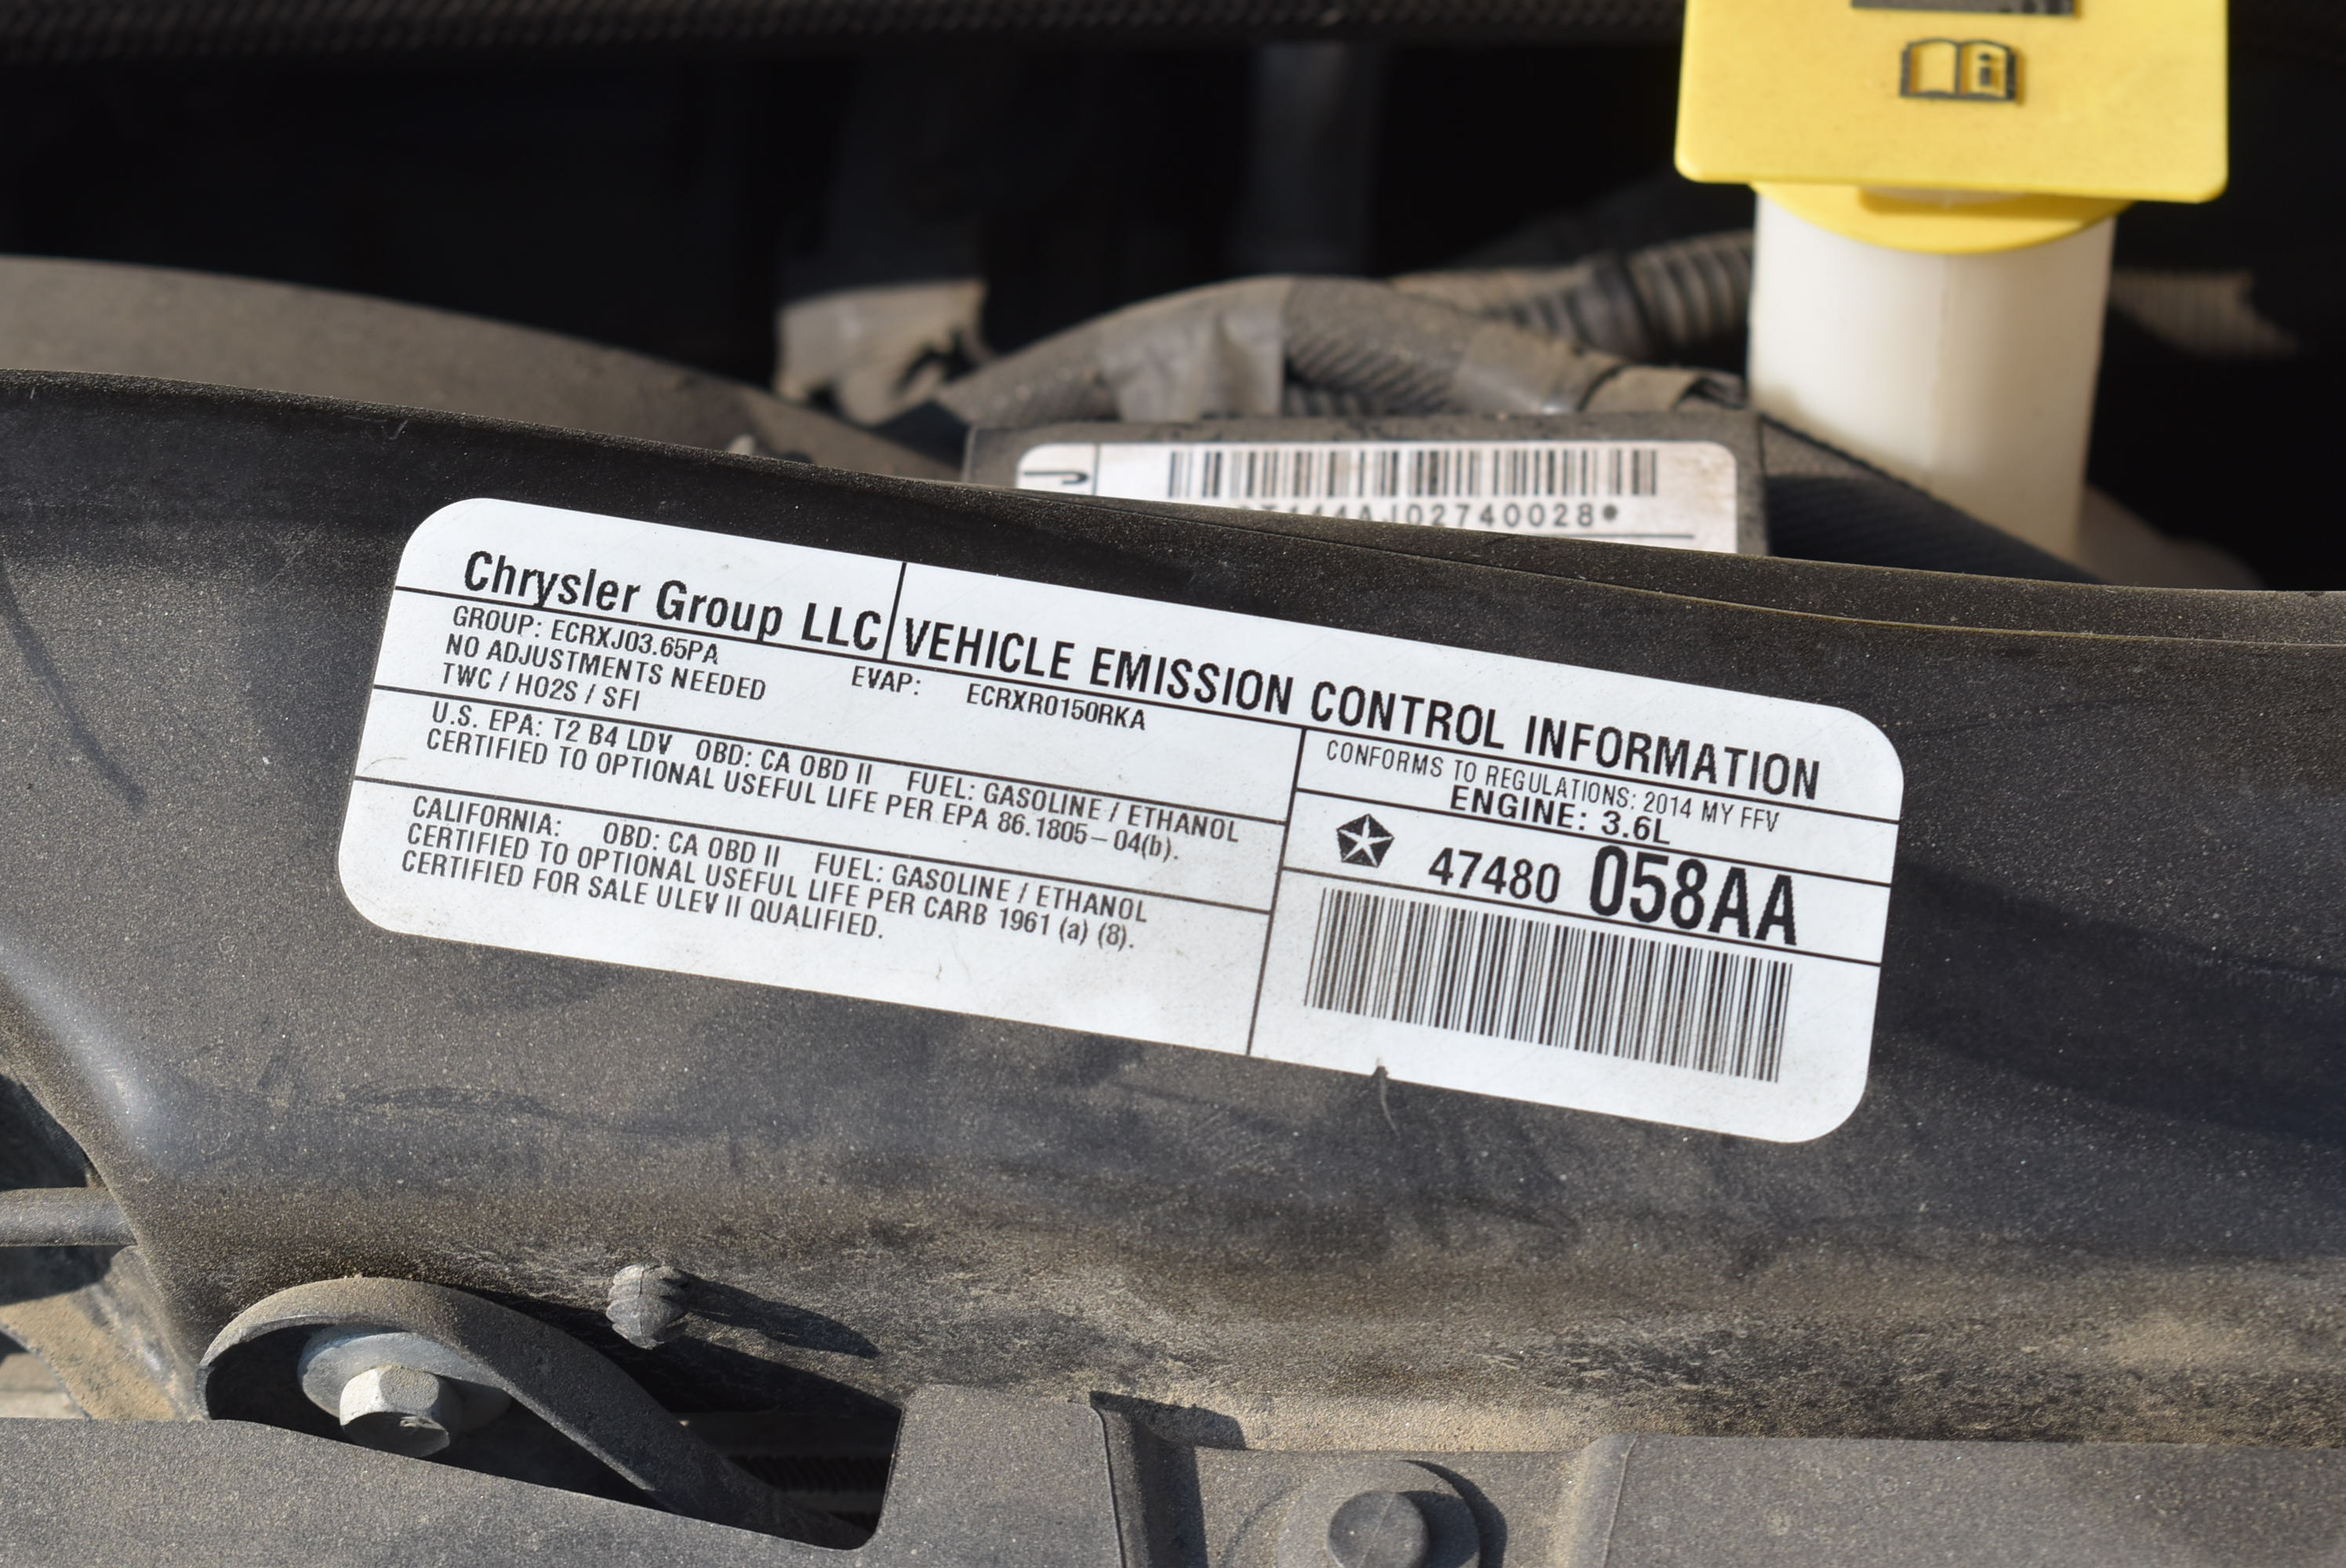 J
02740028*
Chrysler Group LLC
VEHICLE EMISSION CONTROL INFORMATION
GROUP: ECRXJ03.65PA
NO ADJUSTMENTS NEEDED
TWC / HO2S / SFI
EVAP: ECRXR0150RKA
U.S. EPA: T2 B4 LDV OBD: CA OBD II FUEL: GASOLINE / ETHANOL
CERTIFIED TO OPTIONAL USEFUL LIFE PER EPA 86.1805-04(b).
CALIFORNIA: OBD: CA OBD II FUEL: GASOLINE / ETHANOL
CERTIFIED TO OPTIONAL USEFUL LIFE PER CARB 1961 (a) (8).
CERTIFIED FOR SALE ULEV II QUALIFIED.
CONFORMS TO REGULATIONS: 2014 MY FFV
ENGINE: 3.6L
47480 058AA